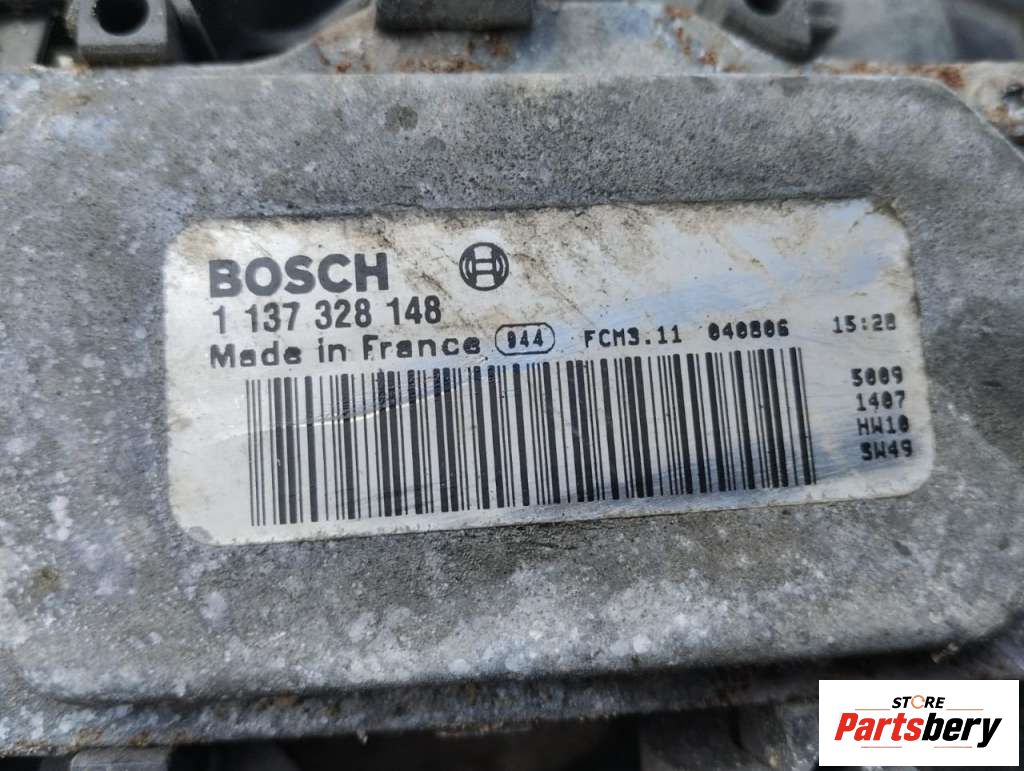 BOSCH
1 137 328 148
Made in France 944 FCM3.11 040806 15:28
5009
1407
HW10
SW49
STORE
Partsbery